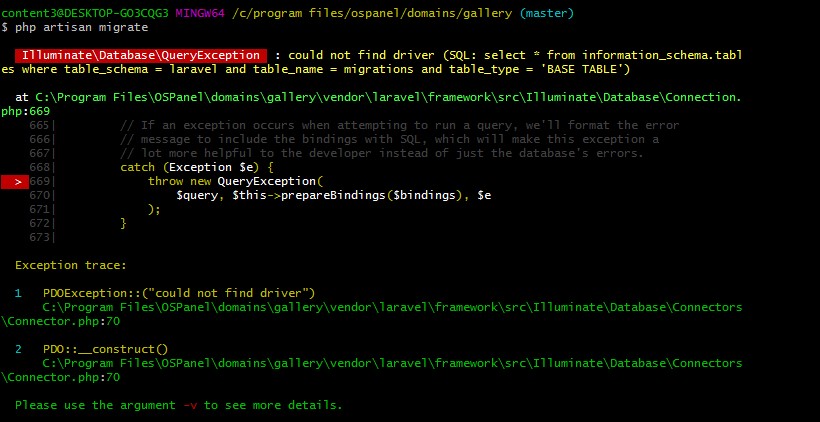 content3@DESKTOP-GO3CQG3 MINGW64 /c/program files/ospanel/domains/gallery (master)
$ php artisan migrate
Illuminate\Database\QueryException : could not find driver (SQL: select * from information_schema.tabl
es where table_schema = laravel and table_name = migrations and table_type = 'BASE TABLE')
at C:\Program Files\OSPanel\domains\gallery\vendor\laravel\framework\src\Illuminate\Database\Connection.
php:669
665| // If an exception occurs when attempting to run a query, we'll format the error
666| // message to include the bindings with SQL, which will make this exception a
667| // lot more helpful to the developer instead of just the database's errors.
668| catch (Exception $e) {
> 669| throw new QueryException(
670| $query, $this->prepareBindings($bindings), $e
671| );
672| }
673|
Exception trace:
1 PDOException::("could not find driver")
C:\Program Files\OSPanel\domains\gallery\vendor\laravel\framework\src\Illuminate\Database\Connectors
\Connector.php:70
2 PDO::__construct()
C:\Program Files\OSPanel\domains\gallery\vendor\laravel\framework\src\Illuminate\Database\Connectors
\Connector.php:70
Please use the argument -v to see more details.